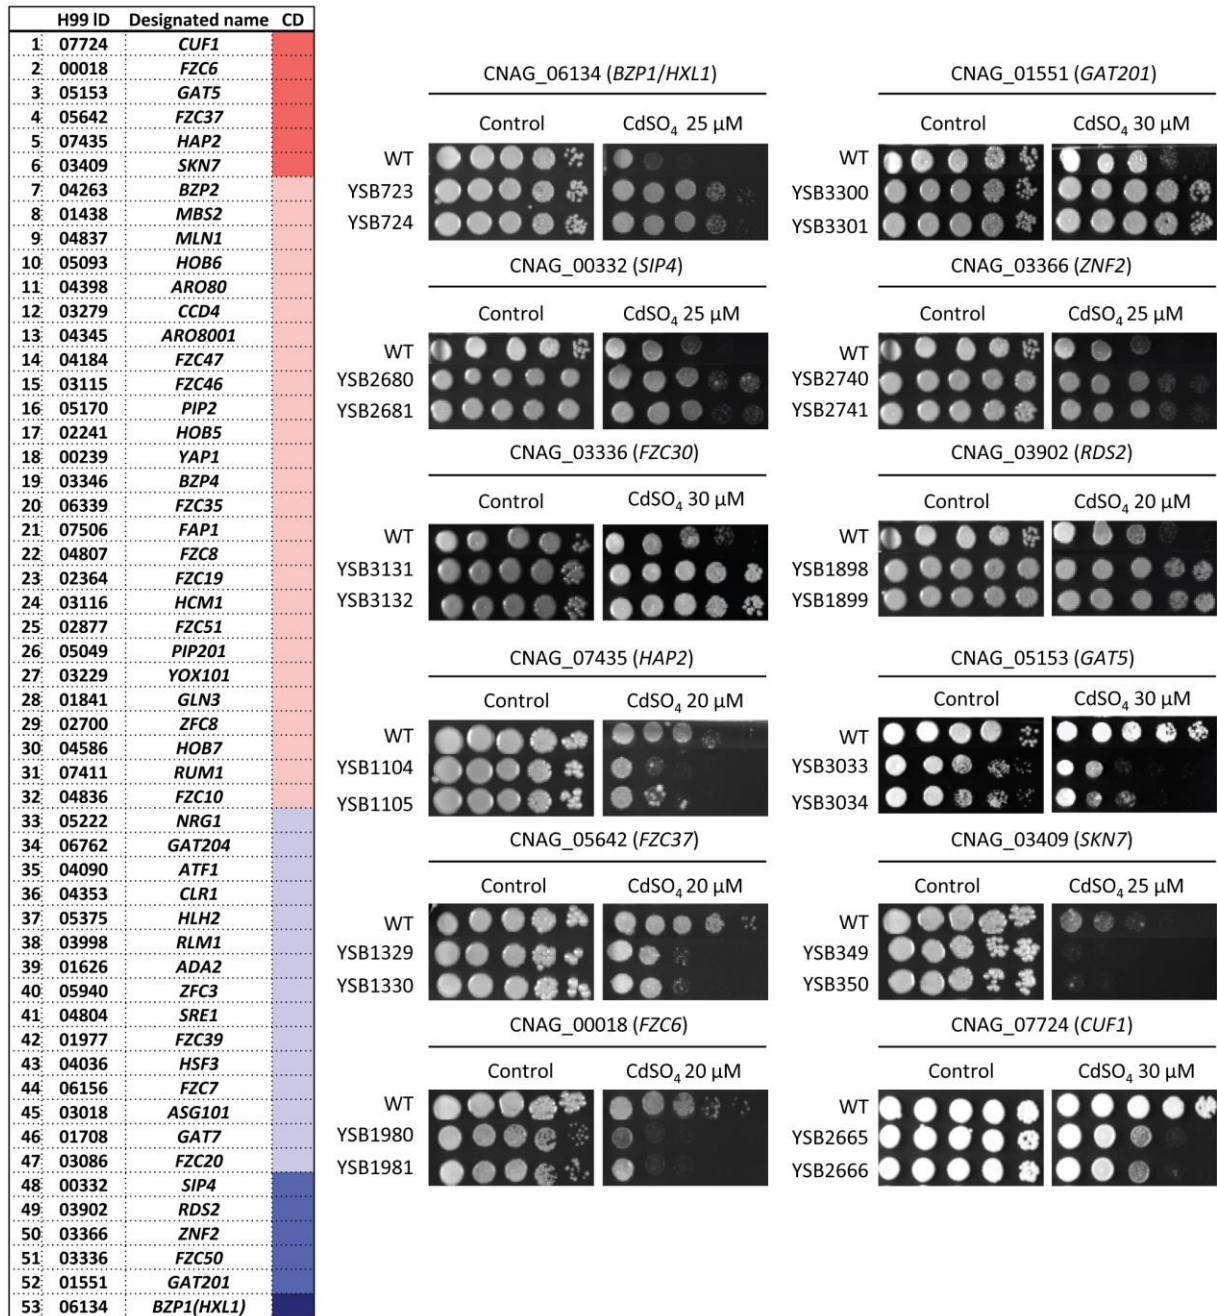 H99 ID Designated name CD
1 07724 CUF1
2 00018 FZC6
3 05153 GAT5
4 05642 FZC37
5 07435 HAP2
6 03409 SKN7
7 04263 BZP2
8 01438 MBS2
9 04837 MLN1
10 05093 HOB6
11 04398 ARO80
12 03279 CCD4
13 04345 ARO8001
14 04184 FZC47
15 03115 FZC46
16 05170 PIP2
17 02241 HOB5
18 00239 YAP1
19 03346 BZP4
20 06339 FZC35
21 07506 FAP1
22 04807 FZC8
23 02364 FZC19
24 03116 HCM1
25 02877 FZC51
26 05049 PIP201
27 03229 YOX101
28 01841 GLN3
29 02700 ZFC8
30 04586 HOB7
31 07411 RUM1
32 04836 FZC10
33 05222 NRG1
34 06762 GAT204
35 04090 ATF1
36 04353 CLR1
37 05375 HLH2
38 03998 RLM1
39 01626 ADA2
40 05940 ZFC3
41 04804 SRE1
42 01977 FZC39
43 04036 HSF3
44 06156 FZC7
45 03018 ASG101
46 01708 GAT7
47 03086 FZC20
48 00332 SIP4
49 03902 RDS2
50 03366 ZNF2
51 03336 FZC50
52 01551 GAT201
53 06134 BZP1(HXL1)
CNAG_06134 (BZP1/HXL1)
Control CdSO4 25 µM
WT
YSB723
YSB724
CNAG_01551 (GAT201)
Control CdSO4 30 µM
WT
YSB3300
YSB3301
CNAG_00332 (SIP4)
Control CdSO4 25 µM
WT
YSB2680
YSB2681
CNAG_03366 (ZNF2)
Control CdSO4 25 µM
WT
YSB2740
YSB2741
CNAG_03336 (FZC30)
Control CdSO4 30 µM
WT
YSB3131
YSB3132
CNAG_03902 (RDS2)
Control CdSO4 20 µM
WT
YSB1898
YSB1899
CNAG_07435 (HAP2)
Control CdSO4 20 µM
WT
YSB1104
YSB1105
CNAG_05153 (GAT5)
Control CdSO4 30 µM
WT
YSB3033
YSB3034
CNAG_05642 (FZC37)
Control CdSO4 20 µM
WT
YSB1329
YSB1330
CNAG_03409 (SKN7)
Control CdSO4 25 µM
WT
YSB349
YSB350
CNAG_00018 (FZC6)
Control CdSO4 20 µM
WT
YSB1980
YSB1981
CNAG_07724 (CUF1)
Control CdSO4 30 µM
WT
YSB2665
YSB2666